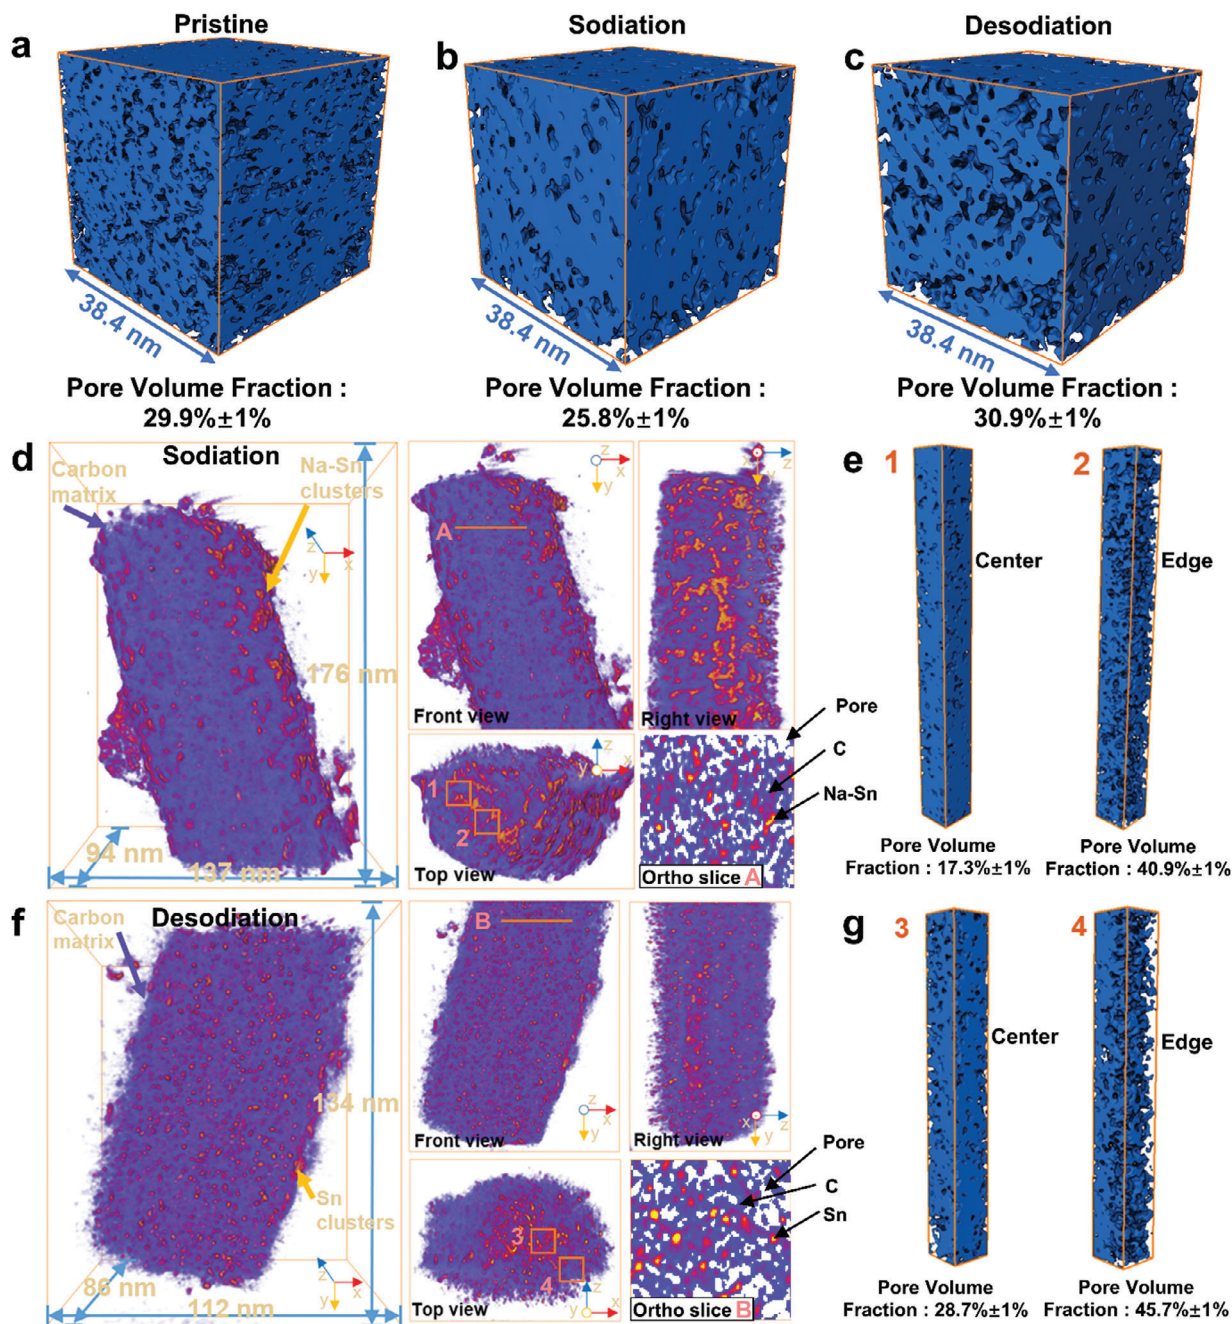 Pristine
Sodiation
Desodiation
a
b
c
38.4 nm
38.4 nm
38.4 nm
Pore Volume Fraction :
29.9%±1%
Pore Volume Fraction :
25.8%±1%
Pore Volume Fraction :
30.9%±1%
d
Sodiation
Carbon
matrix
Na-Sn
clusters
z
x
y
176 nm
94 nm
137 nm
A
z
x
y
Front view
x
z
y
Right view
1
2
z
y
x
Top view
Pore
C
Na-Sn
Ortho slice A
e
1
2
Center
Edge
Pore Volume
Fraction : 17.3%±1%
Pore Volume
Fraction : 40.9%±1%
f
Desodiation
Carbon
matrix
134 nm
Sn
clusters
z
x
y
86 nm
112 nm
B
z
x
y
Front view
x
z
y
Right view
3
4
z
y
x
Top view
Pore
C
Sn
Ortho slice B
g
3
4
Center
Edge
Pore Volume
Fraction : 28.7%±1%
Pore Volume
Fraction : 45.7%±1%